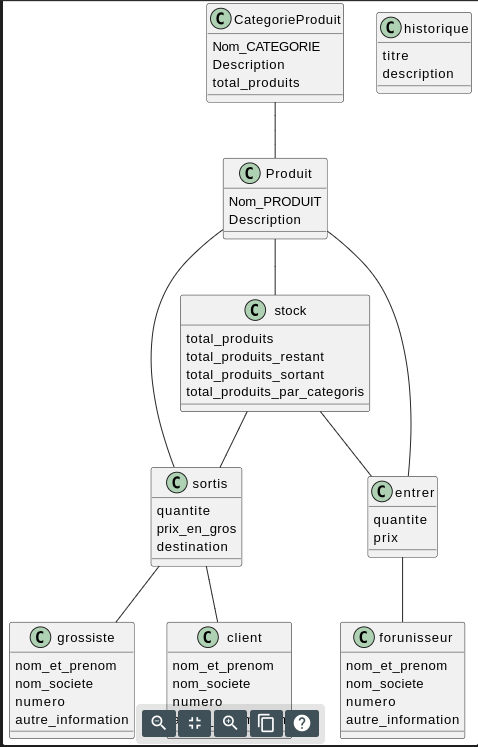 C CategorieProduit
Nom_CATEGORIE
Description
total_produits
C historique
titre
description
C Produit
Nom_PRODUIT
Description
C stock
total_produits
total_produits_restant
total_produits_sortant
total_produits_par_categoris
C sortis
quantite
prix_en_gros
destination
C entrer
quantite
prix
C grossiste
nom_et_prenom
nom_societe
numero
autre_information
C client
nom_et_prenom
nom_societe
numero
C forunisseur
nom_et_prenom
nom_societe
numero
autre_information